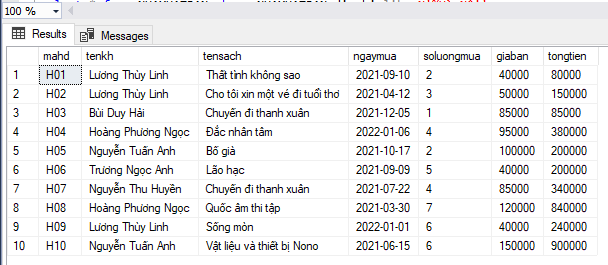 100 %
Results Messages
mahd tenkh tensach ngaymua soluongmua giaban tongtien
1 H01 Lương Thùy Linh Thất tình không sao 2021-09-10 2 40000 80000
2 H02 Lương Thùy Linh Cho tôi xin một vé đi tuổi thơ 2021-04-12 3 50000 150000
3 H03 Bùi Duy Hải Chuyến đi thanh xuân 2021-12-05 1 85000 85000
4 H04 Hoàng Phương Ngọc Đắc nhân tâm 2022-01-06 4 95000 380000
5 H05 Nguyễn Tuấn Anh Bố già 2021-10-17 2 100000 200000
6 H06 Trương Ngọc Anh Lão hạc 2021-09-09 5 40000 200000
7 H07 Nguyễn Thu Huyền Chuyến đi thanh xuân 2021-07-22 4 85000 340000
8 H08 Hoàng Phương Ngọc Quốc âm thi tập 2021-03-30 7 120000 840000
9 H09 Lương Thùy Linh Sống mòn 2022-01-01 6 40000 240000
10 H10 Nguyễn Tuấn Anh Vật liệu và thiết bị Nono 2021-06-15 6 150000 900000